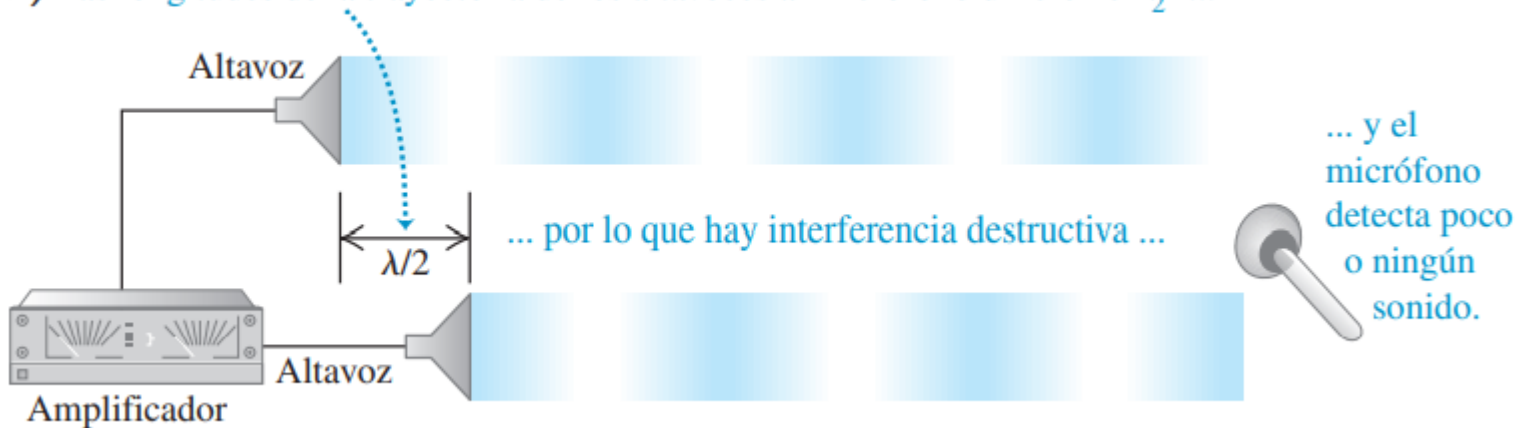 Altavoz
... por lo que hay interferencia destructiva ...
λ/2
... y el
micrófono
detecta poco
o ningún
sonido.
Altavoz
Amplificador